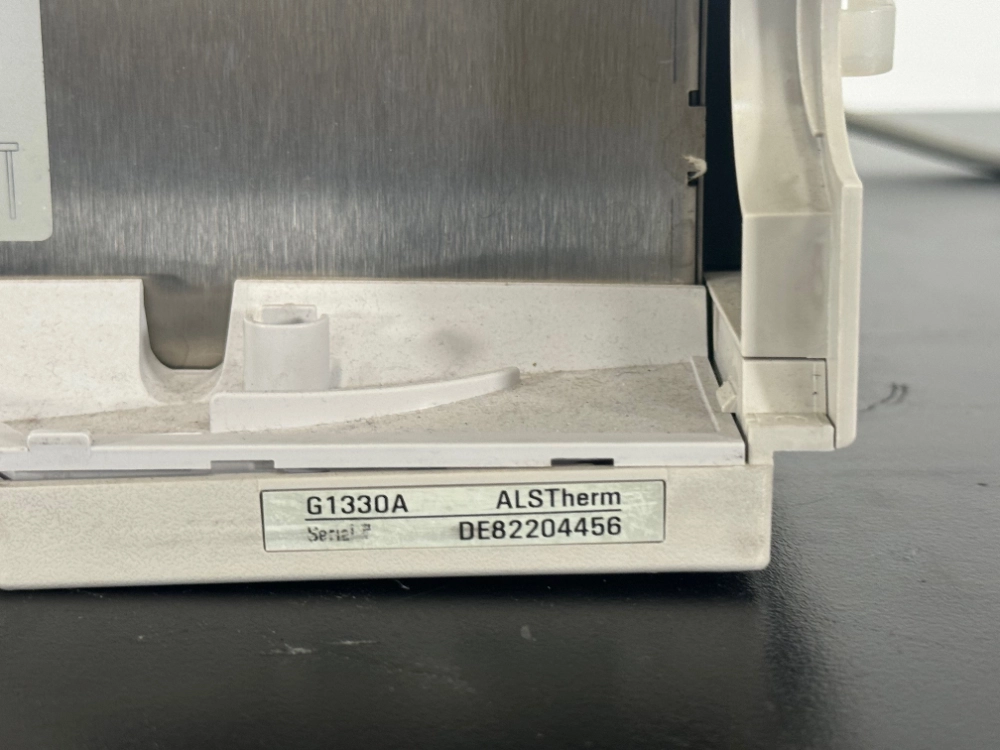 G1330A ALSTherm
Serial # DE82204456